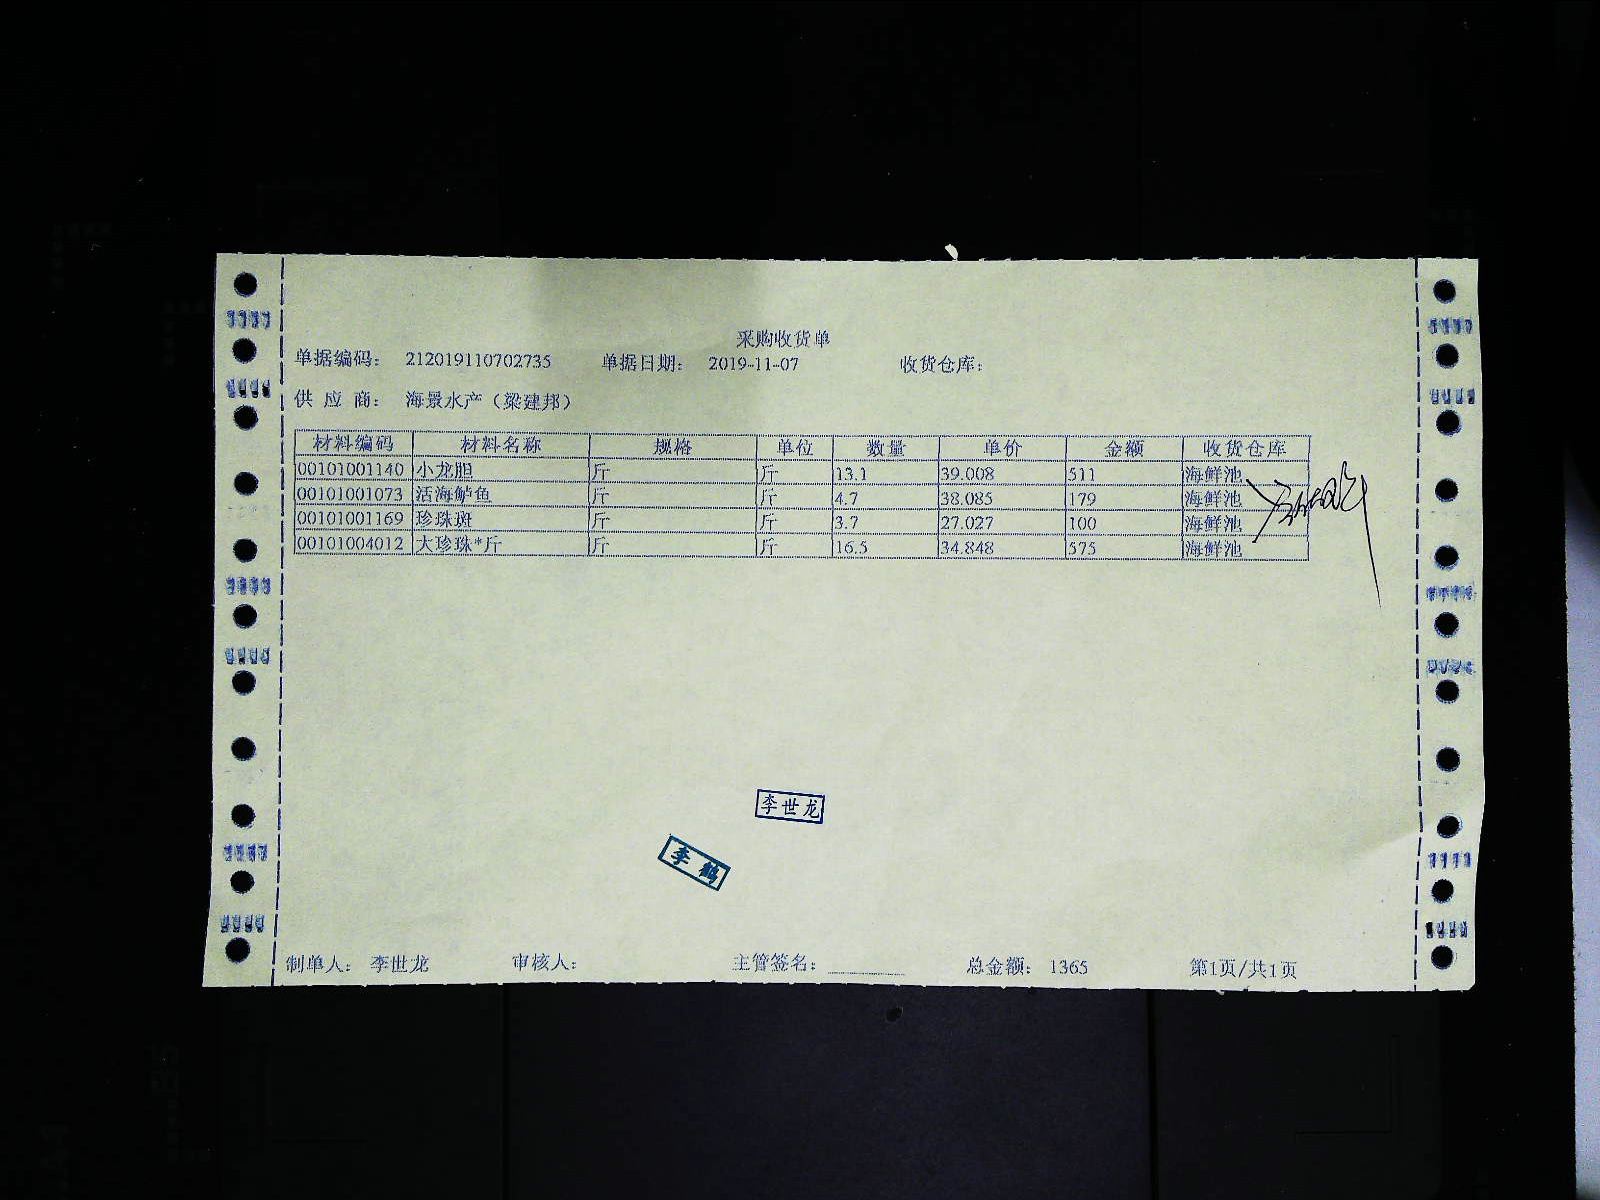 采购收货单
单据编码： 212019110702735 单据日期： 2019-11-07 收货仓库：
供 应 商： 海景水产（梁建邦）
材料编码 材料名称 规格 单位 数量 单价 金额 收货仓库
00101001140 小龙胆 斤 斤 13.1 39.008 511 海鲜池
00101001073 活海鲈鱼 斤 斤 4.7 38.085 179 海鲜池
00101001169 珍珠斑 斤 斤 3.7 27.027 100 海鲜池
00101004012 大珍珠*斤 斤 斤 16.5 34.848 575 海鲜池
李世龙
李鹤
制单人： 李世龙 审核人： 主管签名： 总金额： 1365 第1页/共1页